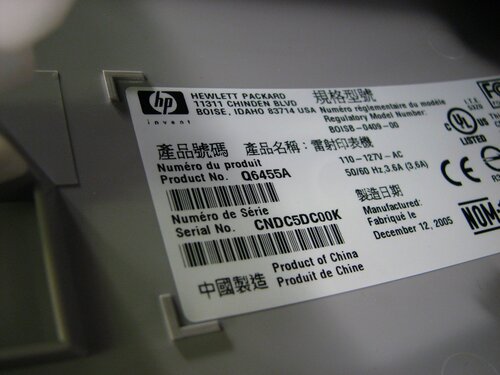 hp
invent
HEWLETT PACKARD
11311 CHINDEN BLVD
BOISE, IDAHO 83714 USA
規格型號
Numéro réglementaire du modèle
Regulatory Model Number:
BOISB-0409-00
產品號碼
Numéro du produit
Product No. Q6455A
產品名稱：雷射印表機
110-127V-AC
50/60 Hz,3.6A (3,6A)
Numéro de Série
Serial No. CNDC5DC00K
製造日期
Manufactured:
Fabriqué le
December 12, 2005
中國製造
Product of China
Produit de Chine
c UL us
LISTED
CE
NOM